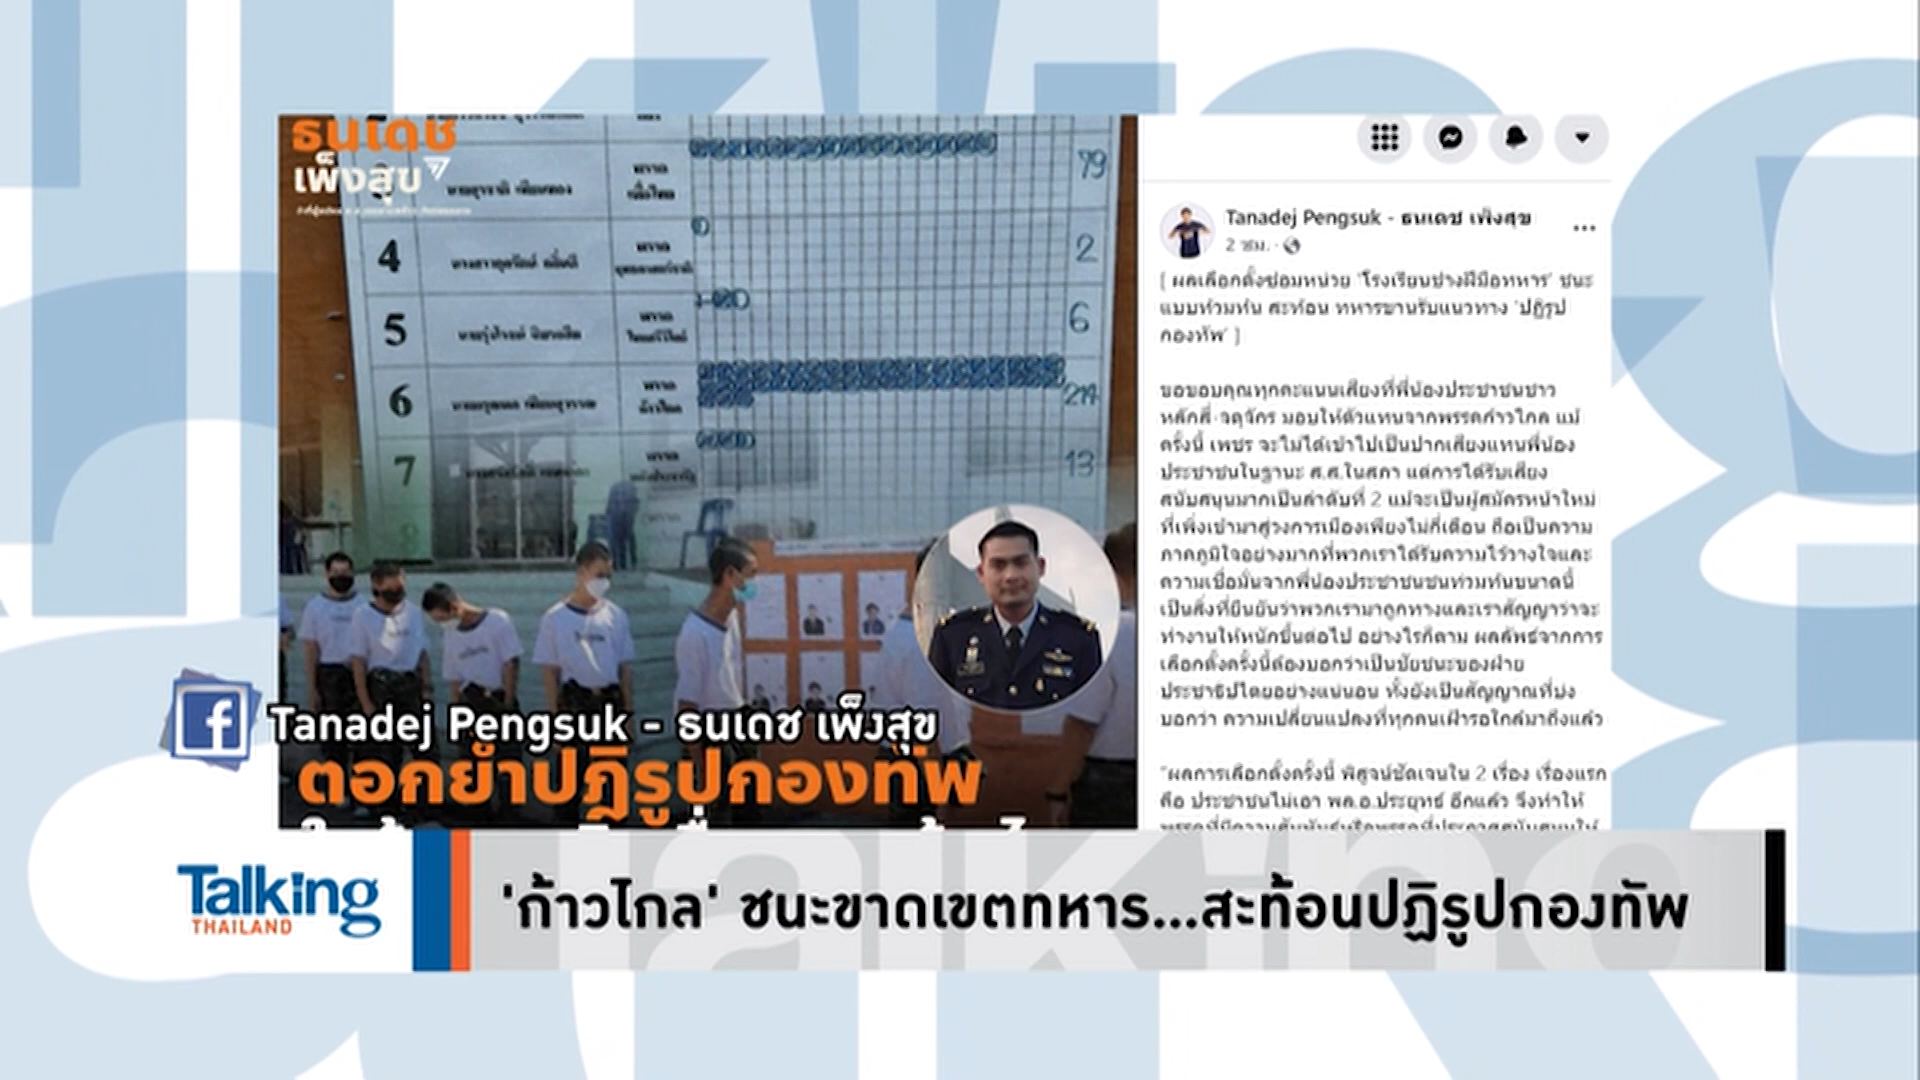 ธนเดช
เพ็งสุข
79
4
2
5
6
6
7
13
Tanadej Pengsuk - ธนเดช เพ็งสุข
2 ชม.
[ ผลเลือกตั้งซ่อมหน่วย 'โรงเรียนช่างฝีมือทหาร' ชนะ
แบบท่วมท้น สะท้อน ทหารขานรับแนวทาง 'ปฏิรูป
กองทัพ' ]
ขอขอบคุณทุกคะแนนเสียงที่พี่น้องประชาชนชาว
หลักสี่-จตุจักร มอบให้ตัวแทนจากพรรคก้าวไกล แม้
ครั้งนี้ เพชร จะไม่ได้เข้าไปเป็นปากเสียงแทนพี่น้อง
ประชาชนในฐานะ ส.ส.ในสภา แต่การได้รับเสียง
สนับสนุนมากเป็นลำดับที่ 2 แม้จะเป็นผู้สมัครหน้าใหม่
ที่เพิ่งเข้ามาสู่วงการเมืองเพียงไม่กี่เดือน ถือเป็นความ
ภาคภูมิใจอย่างมากที่พวกเราได้รับความไว้วางใจและ
ความเชื่อมั่นจากพี่น้องประชาชนท่วมท้นขนาดนี้
เป็นสิ่งที่ยืนยันว่าพวกเรามาถูกทางและเราสัญญาว่าจะ
ทำงานให้หนักขึ้นต่อไป อย่างไรก็ตาม ผลลัพธ์จากการ
เลือกตั้งครั้งนี้ต้องบอกว่าเป็นชัยชนะของฝ่าย
ประชาธิปไตยอย่างแน่นอน ทั้งยังเป็นสัญญาณที่บ่ง
บอกว่า ความเปลี่ยนแปลงที่ทุกคนเฝ้ารอใกล้มาถึงแล้ว
"ผลการเลือกตั้งครั้งนี้ พิสูจน์ชัดเจนใน 2 เรื่อง เรื่องแรก
คือ ประชาชนไม่เอา พล.อ.ประยุทธ์ อีกแล้ว จึงทำให้
Tanadej Pengsuk - ธนเดช เพ็งสุข
ตอกย้ำปฏิรูปกองทัพ
Talking
THAILAND
'ก้าวไกล' ชนะขาดเขตทหาร...สะท้อนปฏิรูปกองทัพ